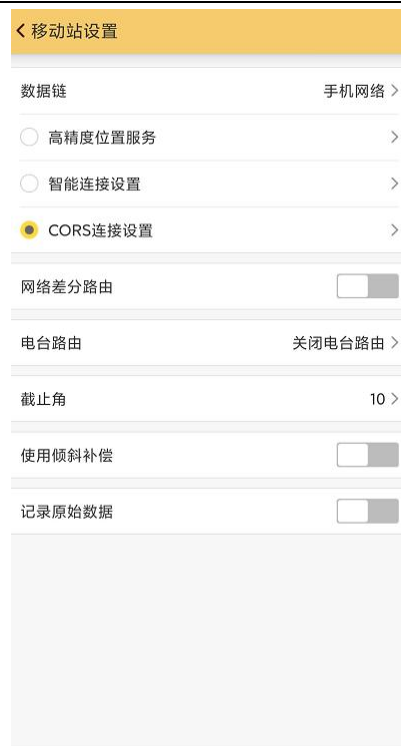 移动站设置
数据链 手机网络
高精度位置服务
智能连接设置
CORS连接设置
网络差分路由
电台路由 关闭电台路由
截止角 10
使用倾斜补偿
记录原始数据